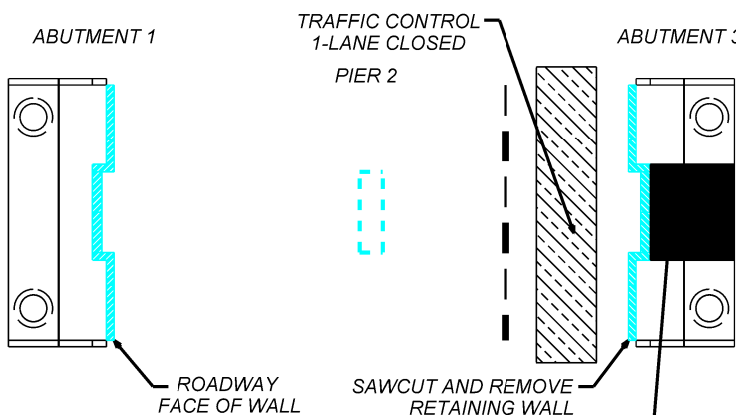 TRAFFIC CONTROL
1-LANE CLOSED
ABUTMENT 1
ABUTMENT 3
PIER 2
ROADWAY
FACE OF WALL
SAWCUT AND REMOVE
RETAINING WALL